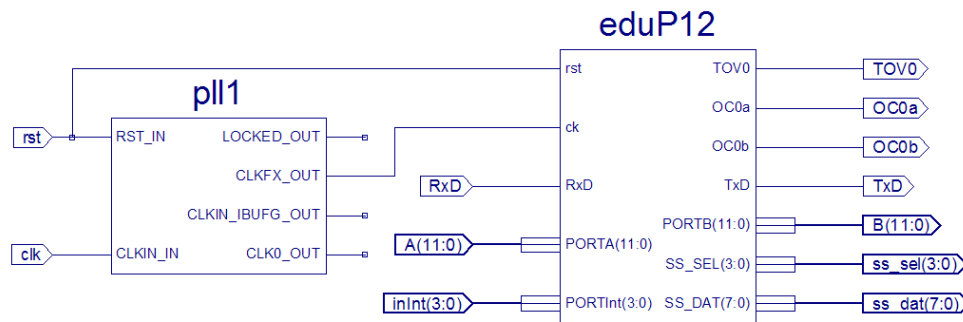 eduP12
pll1
rst
RST_IN
LOCKED_OUT
CLKFX_OUT
CLKIN_IBUFG_OUT
clk
CLKIN_IN
CLK0_OUT
rst
TOV0
TOV0
OC0a
OC0a
ck
OC0b
OC0b
RxD
RxD
TxD
TxD
PORTB(11:0)
B(11:0)
A(11:0)
PORTA(11:0)
SS_SEL(3:0)
ss_sel(3:0)
inInt(3:0)
PORTInt(3:0)
SS_DAT(7:0)
ss_dat(7:0)